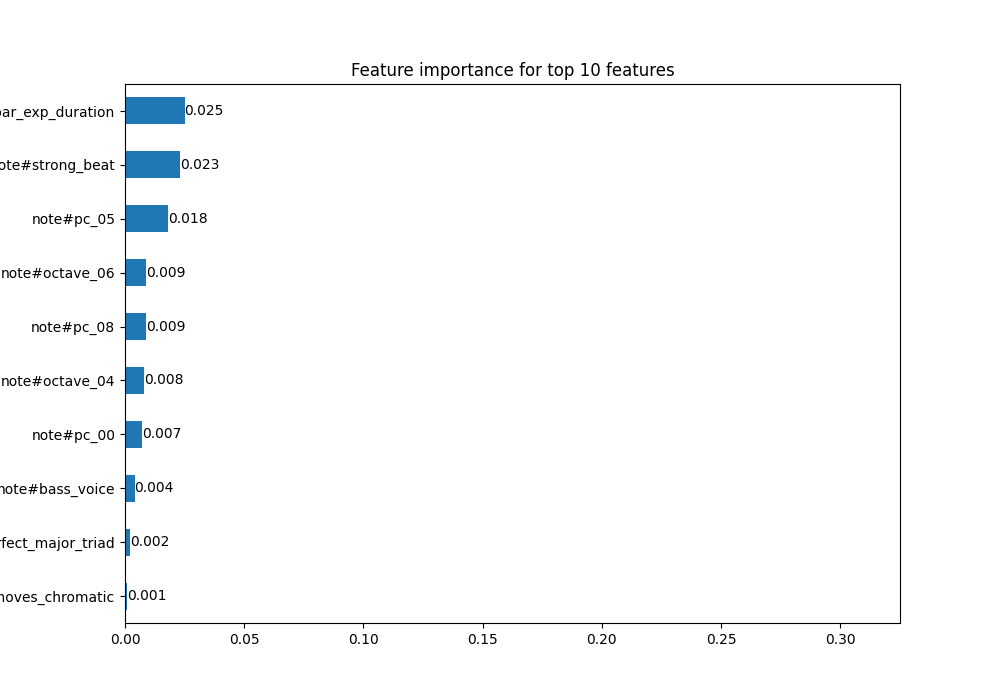 Feature importance for top 10 features
bar_exp_duration 0.025
ote#strong_beat 0.023
note#pc_05 0.018
note#octave_06 0.009
note#pc_08 0.009
note#octave_04 0.008
note#pc_00 0.007
note#bass_voice 0.004
rfect_major_triad 0.002
moves_chromatic 0.001
0.00 0.05 0.10 0.15 0.20 0.25 0.30